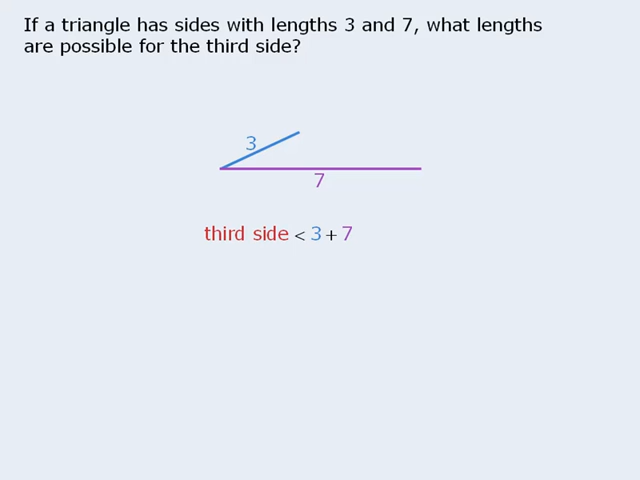 If a triangle has sides with lengths 3 and 7, what lengths
are possible for the third side?
3
7
third side < 3 + 7